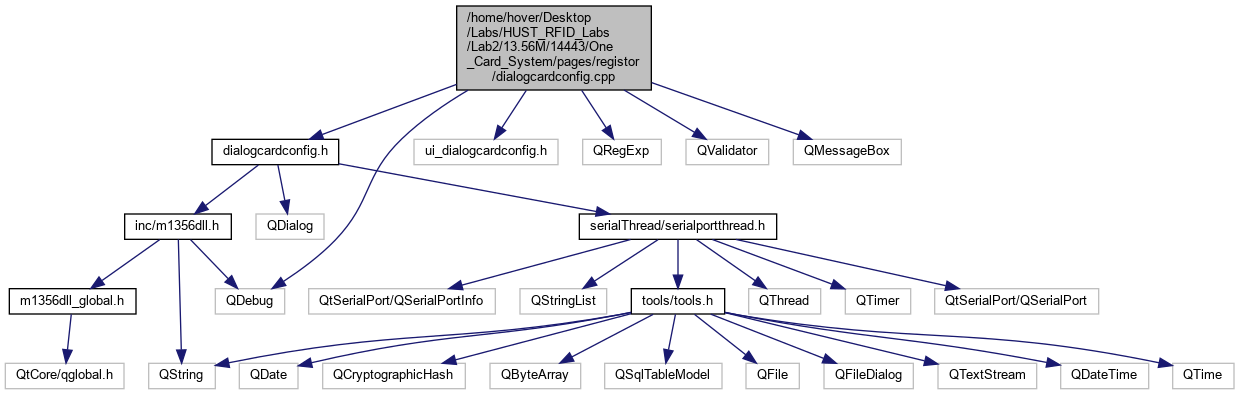 /home/hover/Desktop
/Labs/HUST_RFID_Labs
/Lab2/13.56M/14443/One
_Card_System/pages/registor
/dialogcardconfig.cpp
dialogcardconfig.h
ui_dialogcardconfig.h
QRegExp
QValidator
QMessageBox
inc/m1356dll.h
QDialog
serialThread/serialportthread.h
m1356dll_global.h
QDebug
QtSerialPort/QSerialPortInfo
QStringList
tools/tools.h
QThread
QTimer
QtSerialPort/QSerialPort
QtCore/qglobal.h
QString
QDate
QCryptographicHash
QByteArray
QSqlTableModel
QFile
QFileDialog
QTextStream
QDateTime
QTime